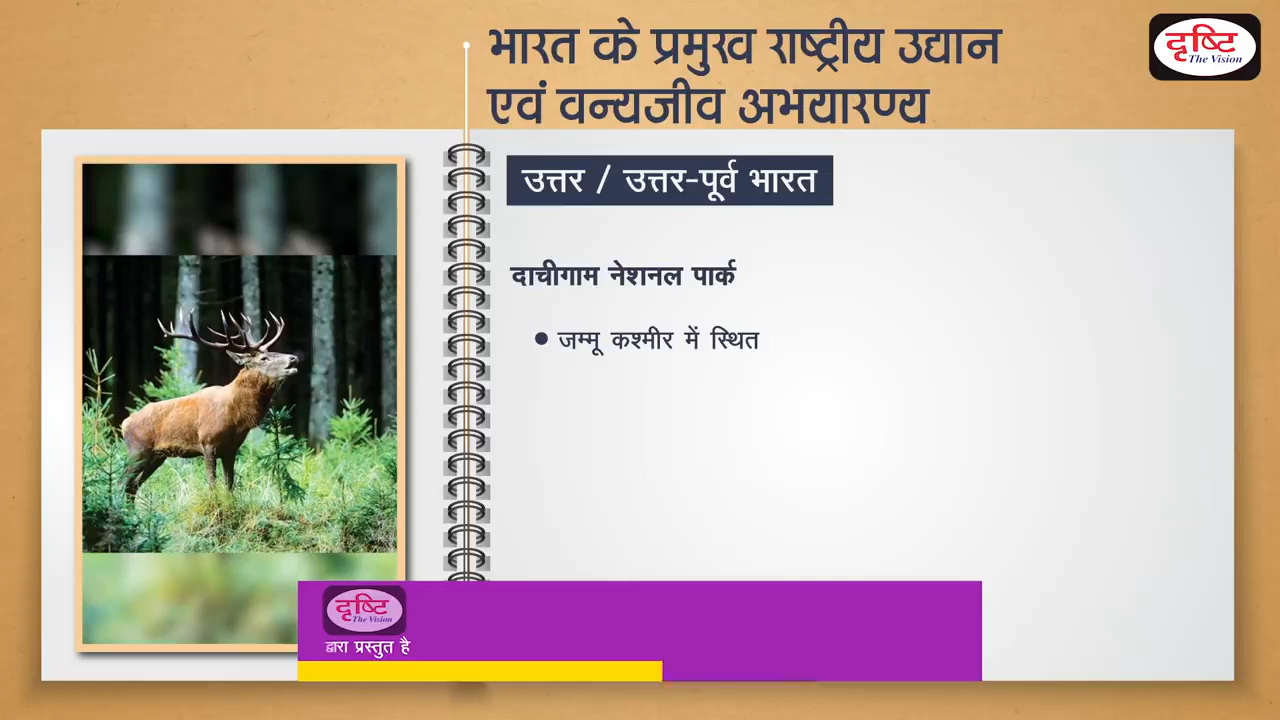 भारत के प्रमुख राष्ट्रीय उद्यान
एवं वन्यजीव अभयारण्य
दृष्टि
The Vision
उत्तर / उत्तर-पूर्व भारत
दाचीगाम नेशनल पार्क
● जम्मू कश्मीर में स्थित
दृष्टि
The Vision
द्वारा प्रस्तुत है